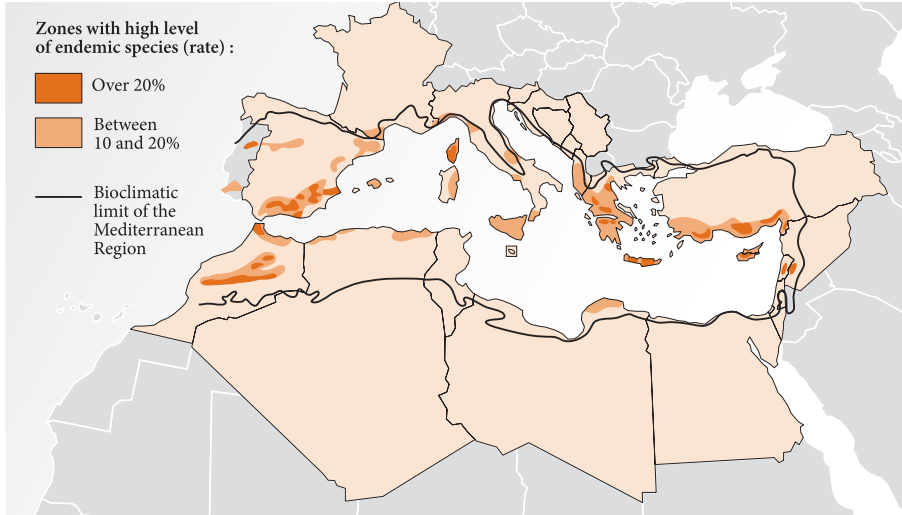 Zones with high level
of endemic species (rate) :
Over 20%
Between
10 and 20%
Bioclimatic
limit of the
Mediterranean
Region